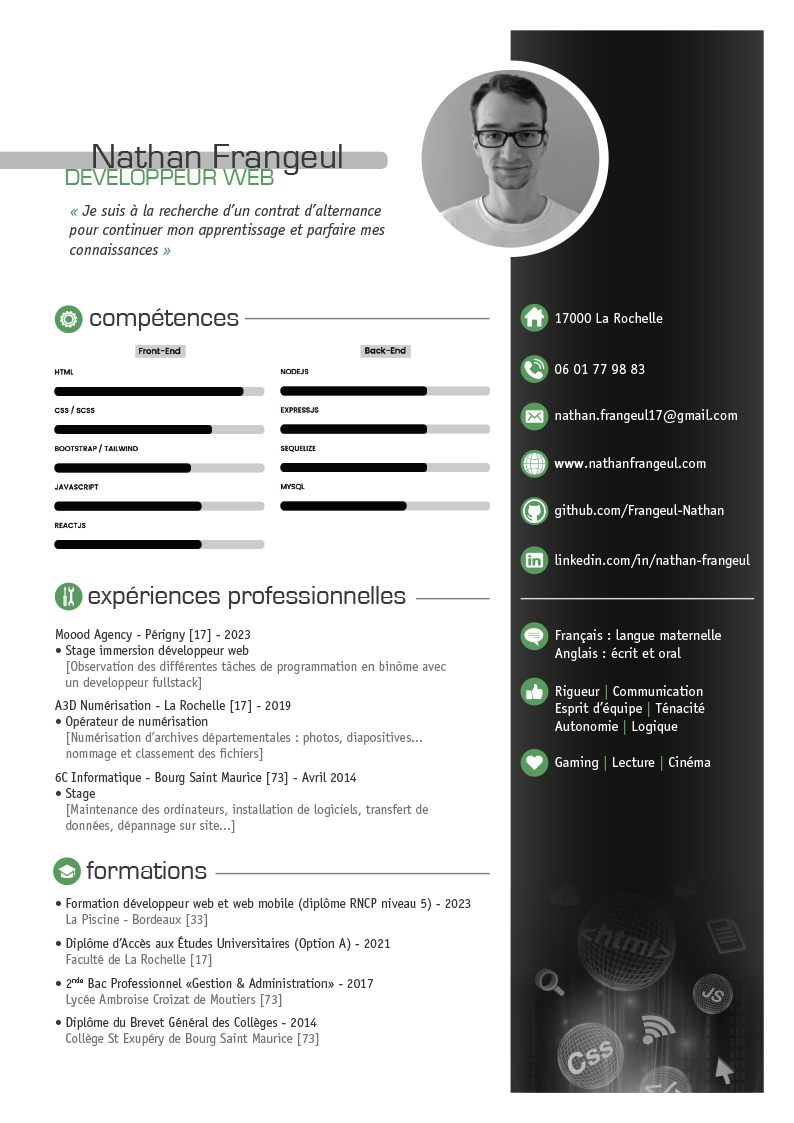 Nathan Frangeul
DEVELOPPEUR WEB
« Je suis à la recherche d’un contrat d’alternance
pour continuer mon apprentissage et parfaire mes
connaissances »
compétences
Front-End
HTML
CSS / SCSS
BOOTSTRAP / TAILWIND
JAVASCRIPT
REACTJS
Back-End
NODEJS
EXPRESSJS
SEQUELIZE
MYSQL
expériences professionnelles
Moood Agency - Périgny [17] - 2023
• Stage immersion développeur web
[Observation des différentes tâches de programmation en binôme avec
un developpeur fullstack]
A3D Numérisation - La Rochelle [17] - 2019
• Opérateur de numérisation
[Numérisation d’archives départementales : photos, diapositives...
nommage et classement des fichiers]
6C Informatique - Bourg Saint Maurice [73] - Avril 2014
• Stage
[Maintenance des ordinateurs, installation de logiciels, transfert de
données, dépannage sur site...]
formations
• Formation développeur web et web mobile (diplôme RNCP niveau 5) - 2023
La Piscine - Bordeaux [33]
• Diplôme d’Accès aux Études Universitaires (Option A) - 2021
Faculté de La Rochelle [17]
• 2nde Bac Professionnel «Gestion & Administration» - 2017
Lycée Ambroise Croizat de Moutiers [73]
• Diplôme du Brevet Général des Collèges - 2014
Collège St Exupéry de Bourg Saint Maurice [73]
17000 La Rochelle
06 01 77 98 83
nathan.frangeul17@gmail.com
www.nathanfrangeul.com
github.com/Frangeul-Nathan
in
linkedin.com/in/nathan-frangeul
Français : langue maternelle
Anglais : écrit et oral
Rigueur | Communication
Esprit d’équipe | Ténacité
Autonomie | Logique
Gaming | Lecture | Cinéma
<html>
JS
Css
</>